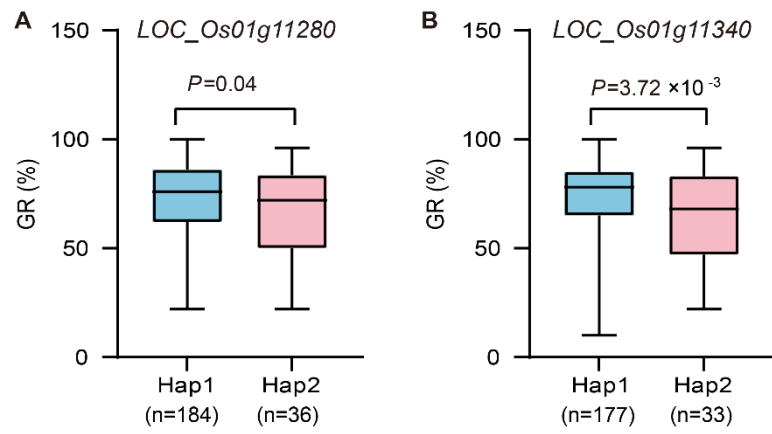 A
LOC_Os01g11280
P=0.04
GR (%)
150
100
50
0
Hap1 Hap2
(n=184) (n=36)
B
LOC_Os01g11340
P=3.72 ×10⁻³
GR (%)
150
100
50
0
Hap1 Hap2
(n=177) (n=33)